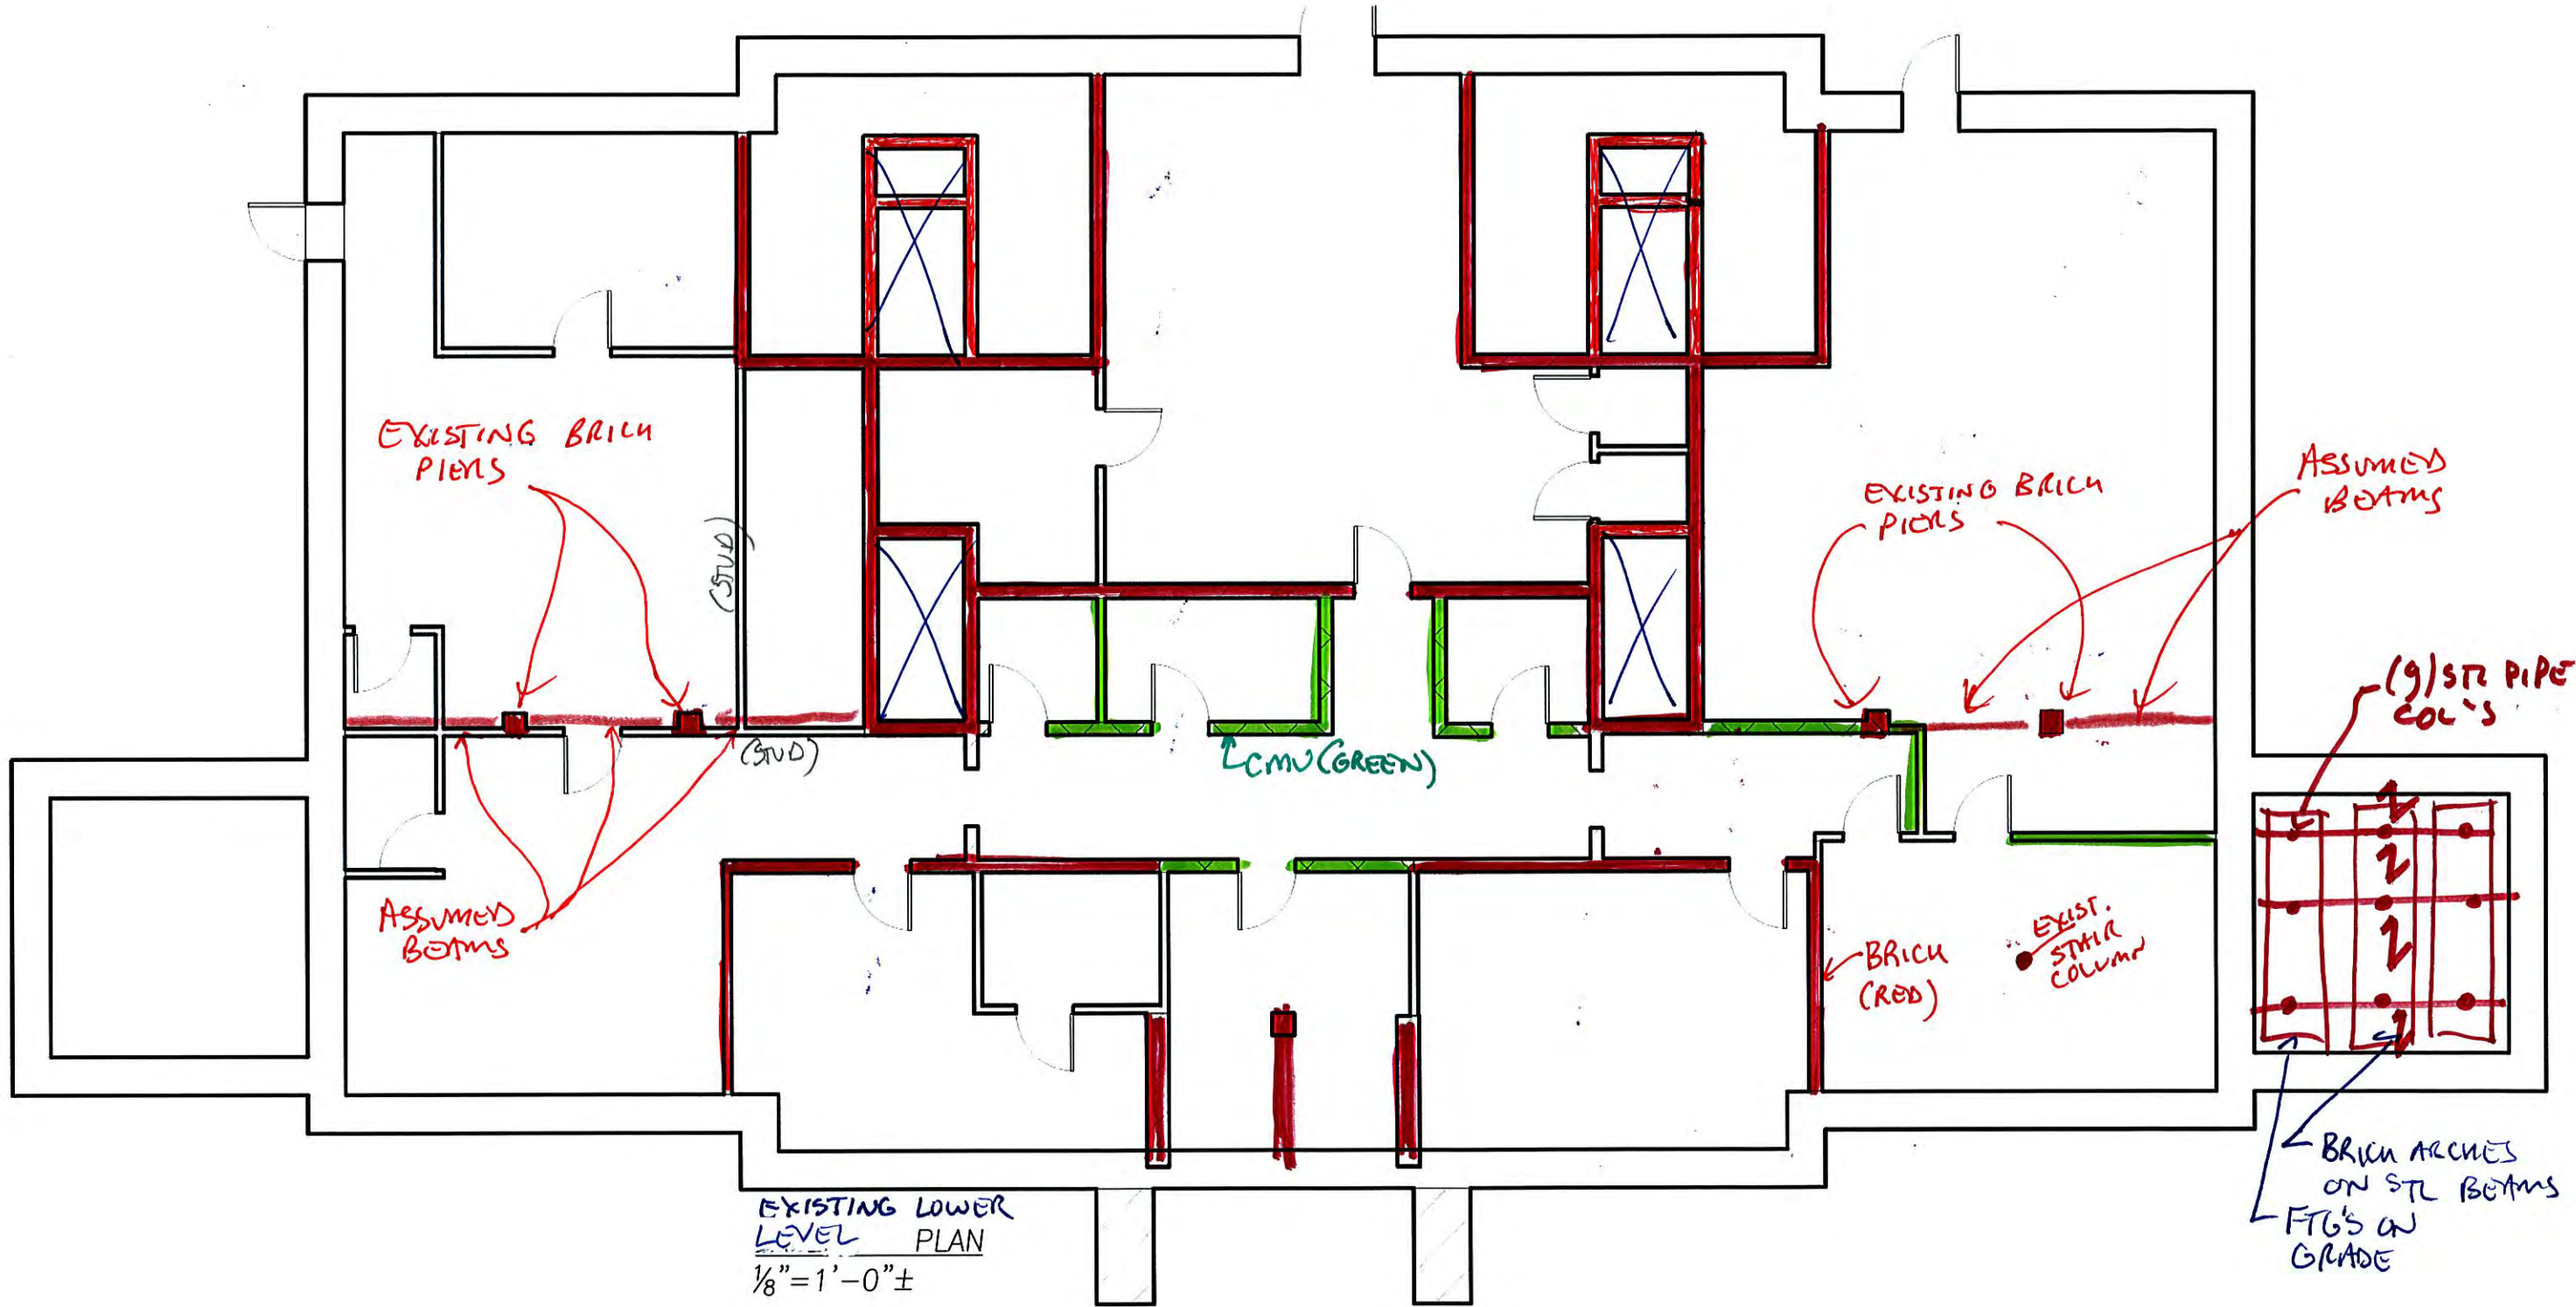 EXISTING BRICK
PIERS
(STUD)
(STUD)
ASSUMED
BEAMS
CMU (GREEN)
EXISTING BRICK
PIERS
ASSUMED
BEAMS
(9) STL PIPE
COL'S
BRICK
(RED)
EXIST.
STAIR
COLUMN
BRICK ARCHES
ON STL BEAMS
FTG'S ON
GRADE
EXISTING LOWER
LEVEL PLAN
1/8"=1'-0"±